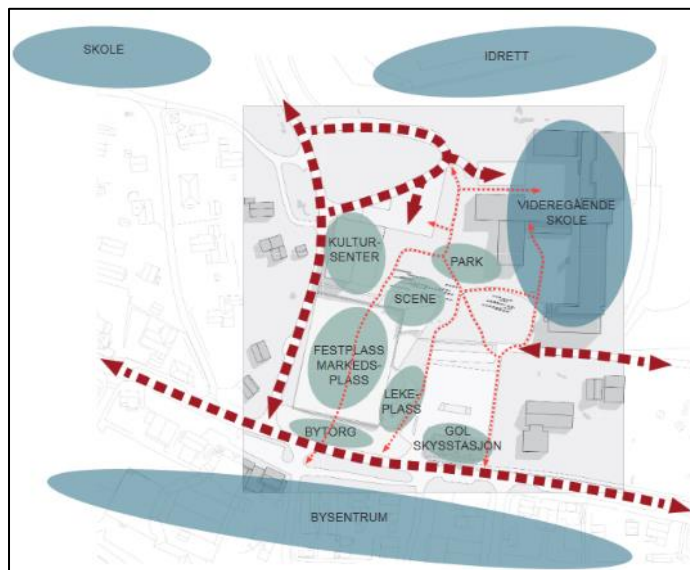 SKOLE
IDRETT
VIDEREGÅENDE
SKOLE
KULTUR-
SENTER
PARK
SCENE
FESTPLASS
MARKEDS-
PLASS
LEKE-
PLASS
BYTORG
GOL
SKYSSTASJON
BYSENTRUM